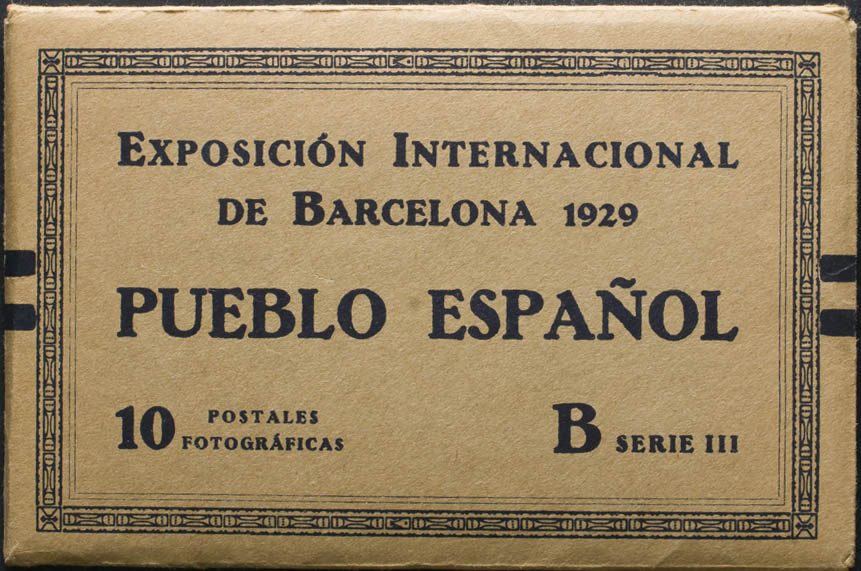 EXPOSICIÓN INTERNACIONAL
DE BARCELONA 1929
PUEBLO ESPAÑOL
10 POSTALES FOTOGRÁFICAS
B SERIE III